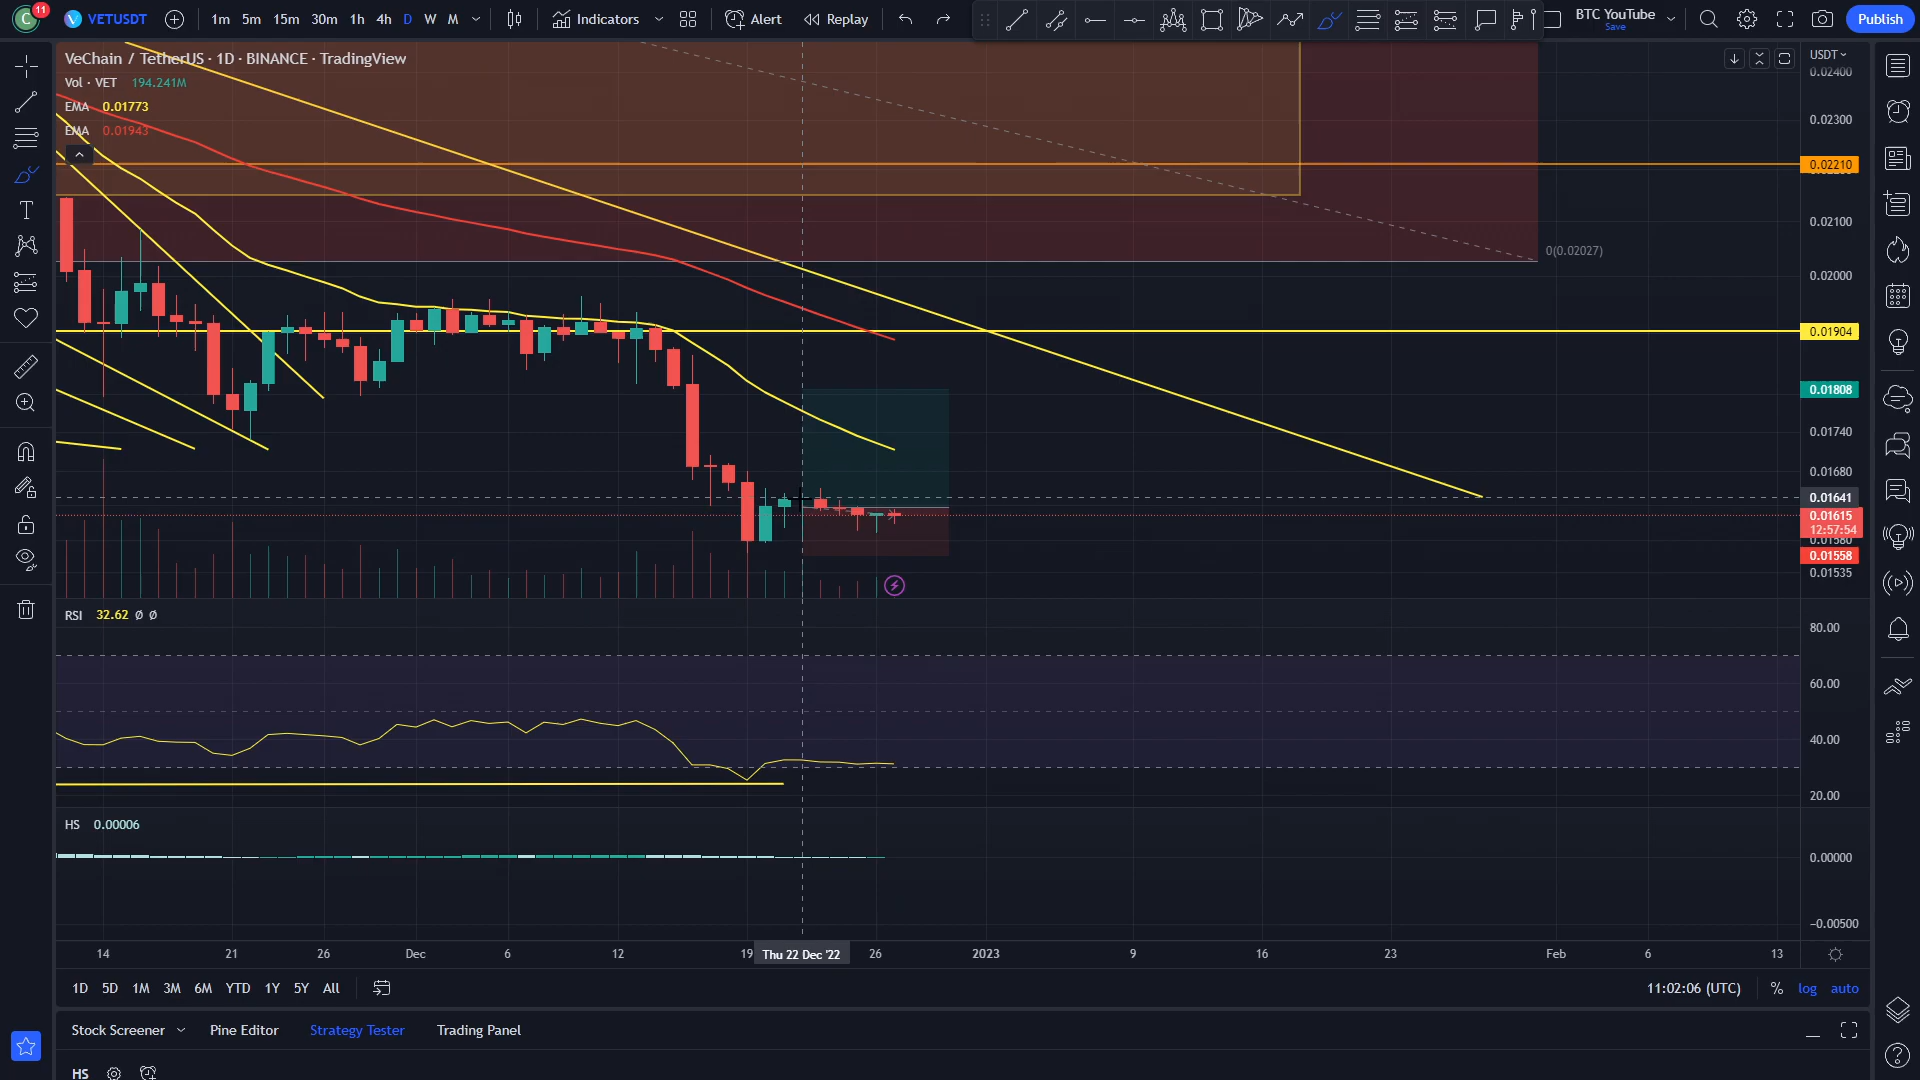 C 11 VETUSDT 1m 5m 15m 30m 1h 4h D W M Indicators Alert Replay BTC YouTube Save Publish
VeChain / TetherUS · 1D · BINANCE · TradingView
Vol · VET 194.241M
EMA 0.01773
EMA 0.01943
USDT
0.02400
0.02300
0.02210
0.02100
0(0.02027)
0.02000
0.01904
0.01808
0.01740
0.01680
0.01641
0.01615
12:57:54
0.01580
0.01558
0.01535
RSI 32.62 Ø Ø
80.00
60.00
40.00
20.00
HS 0.00006
0.00000
−0.00500
14 21 26 Dec 6 12 19 Thu 22 Dec '22 26 2023 9 16 23 Feb 6 13
1D 5D 1M 3M 6M YTD 1Y 5Y All 11:02:06 (UTC) % log auto
Stock Screener Pine Editor Strategy Tester Trading Panel
HS